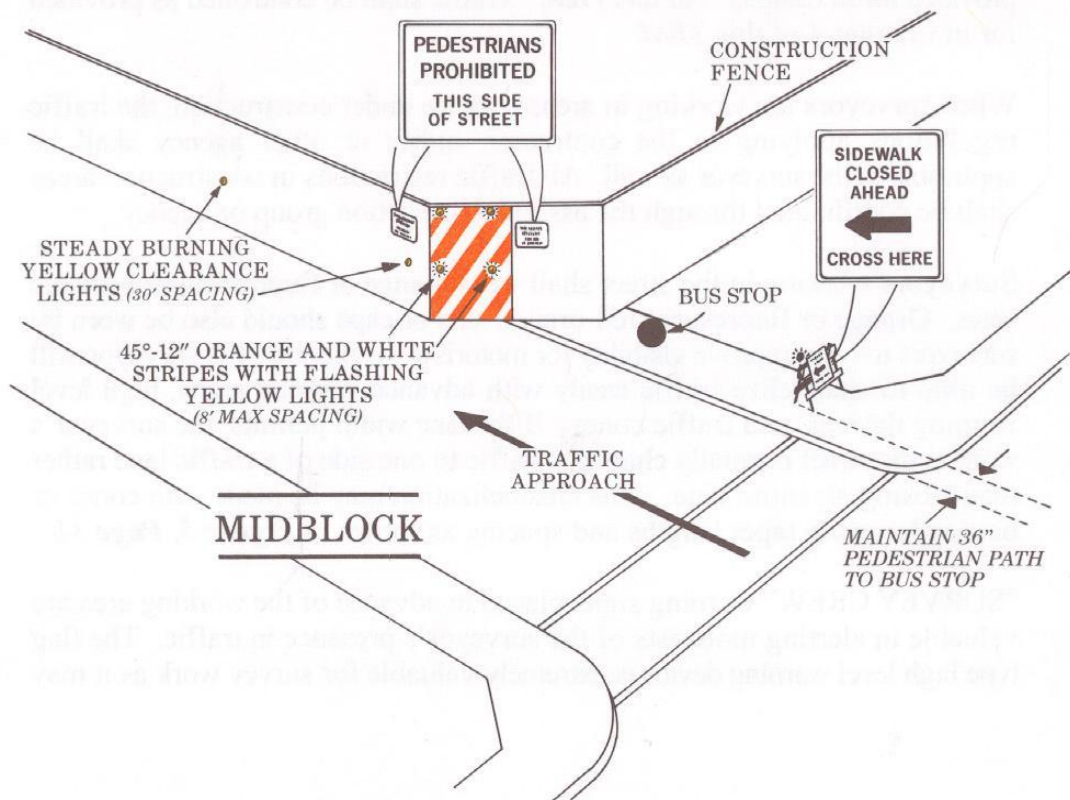 PEDESTRIANS
PROHIBITED
THIS SIDE
OF STREET
CONSTRUCTION
FENCE
SIDEWALK
CLOSED
AHEAD
CROSS HERE
STEADY BURNING
YELLOW CLEARANCE
LIGHTS (30' SPACING)
BUS STOP
45°-12" ORANGE AND WHITE
STRIPES WITH FLASHING
YELLOW LIGHTS
(8' MAX SPACING)
TRAFFIC
APPROACH
MIDBLOCK
MAINTAIN 36"
PEDESTRIAN PATH
TO BUS STOP